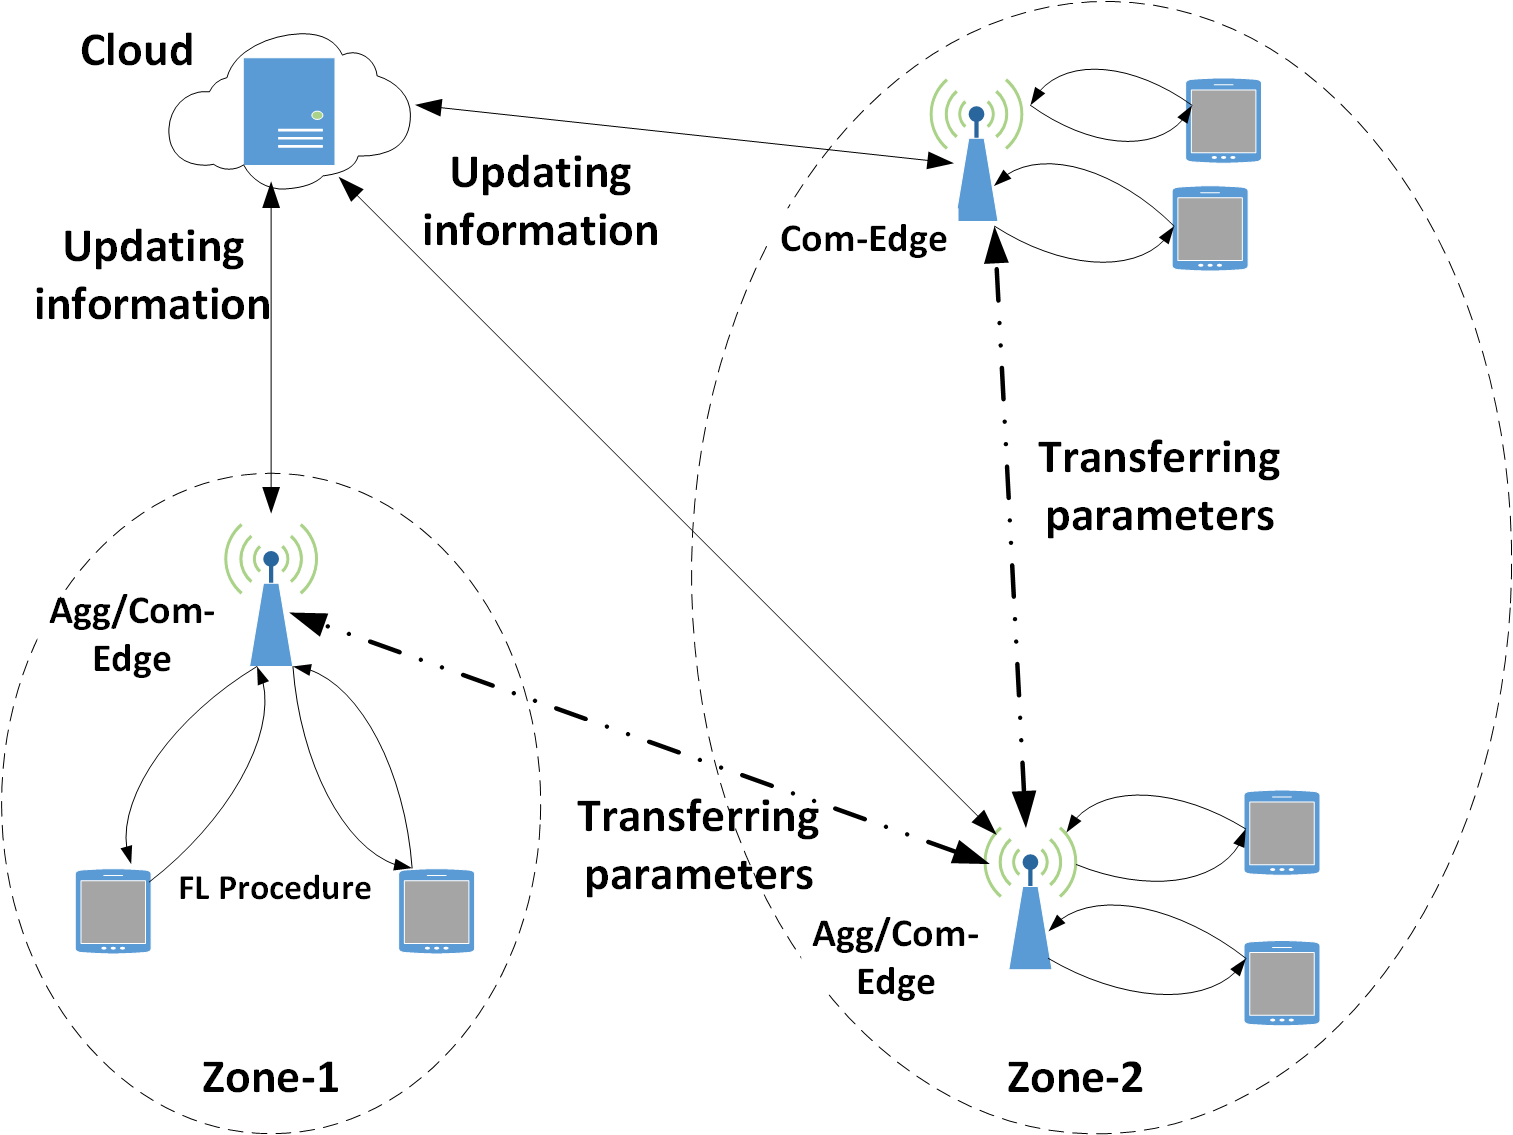 Cloud
Updating
information
Updating
information
Com-Edge
Transferring
parameters
Agg/Com-
Edge
FL Procedure
Transferring
parameters
Agg/Com-
Edge
Zone-1
Zone-2